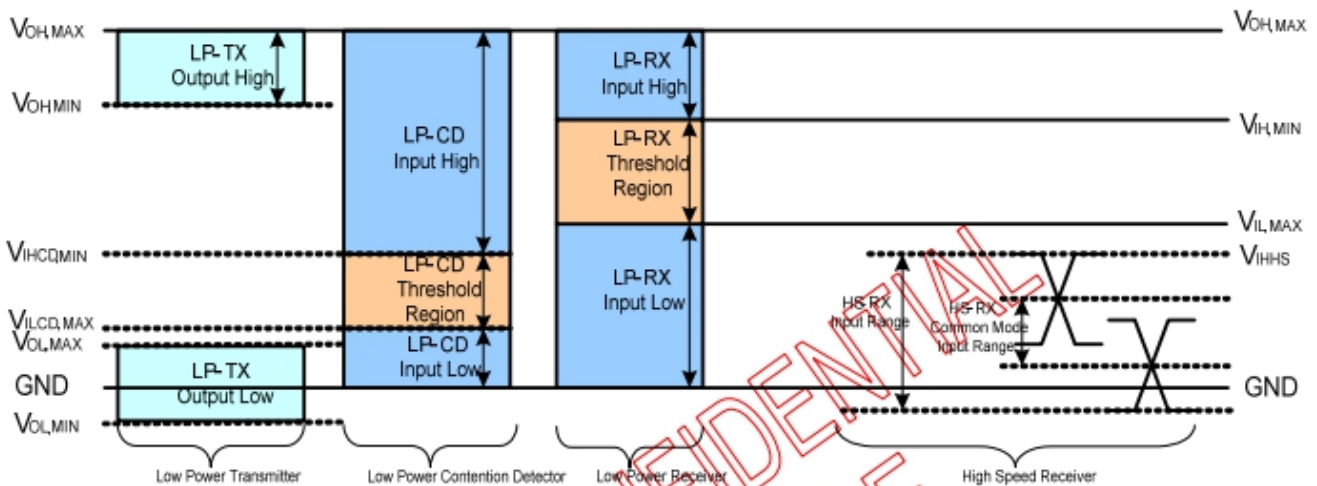 VOH,MAX
LP-TX
Output High
VOHMIN
LP-CD
Input High
LP-RX
Input High
VOH,MAX
LP-RX
Threshold
Region
VIH,MIN
VIL,MAX
VIHCD,MIN
LP-CD
Threshold
Region
LP-RX
Input Low
VIHHS
HS-RX
Input Range
HS-RX
Common Mode
Input Range
VILCD,MAX
VOL,MAX
LP-CD
Input Low
GND
LP-TX
Output Low
GND
VOL,MIN
Low Power Transmitter
Low Power Contention Detector
Low Power Receiver
High Speed Receiver
FIDENTIAL